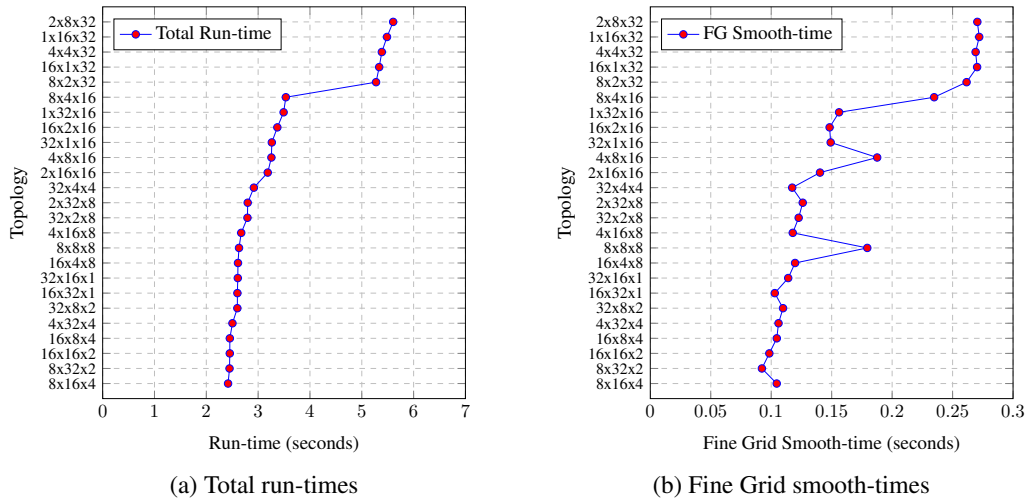 2x8x32
1x16x32
4x4x32
16x1x32
8x2x32
8x4x16
1x32x16
16x2x16
32x1x16
4x8x16
2x16x16
32x4x4
2x32x8
32x2x8
4x16x8
8x8x8
16x4x8
32x16x1
16x32x1
32x8x2
4x32x4
16x8x4
16x16x2
8x32x2
8x16x4
Topology
Total Run-time
0 1 2 3 4 5 6 7
Run-time (seconds)
(a) Total run-times
2x8x32
1x16x32
4x4x32
16x1x32
8x2x32
8x4x16
1x32x16
16x2x16
32x1x16
4x8x16
2x16x16
32x4x4
2x32x8
32x2x8
4x16x8
8x8x8
16x4x8
32x16x1
16x32x1
32x8x2
4x32x4
16x8x4
16x16x2
8x32x2
8x16x4
Topology
FG Smooth-time
0 0.05 0.1 0.15 0.2 0.25 0.3
Fine Grid Smooth-time (seconds)
(b) Fine Grid smooth-times